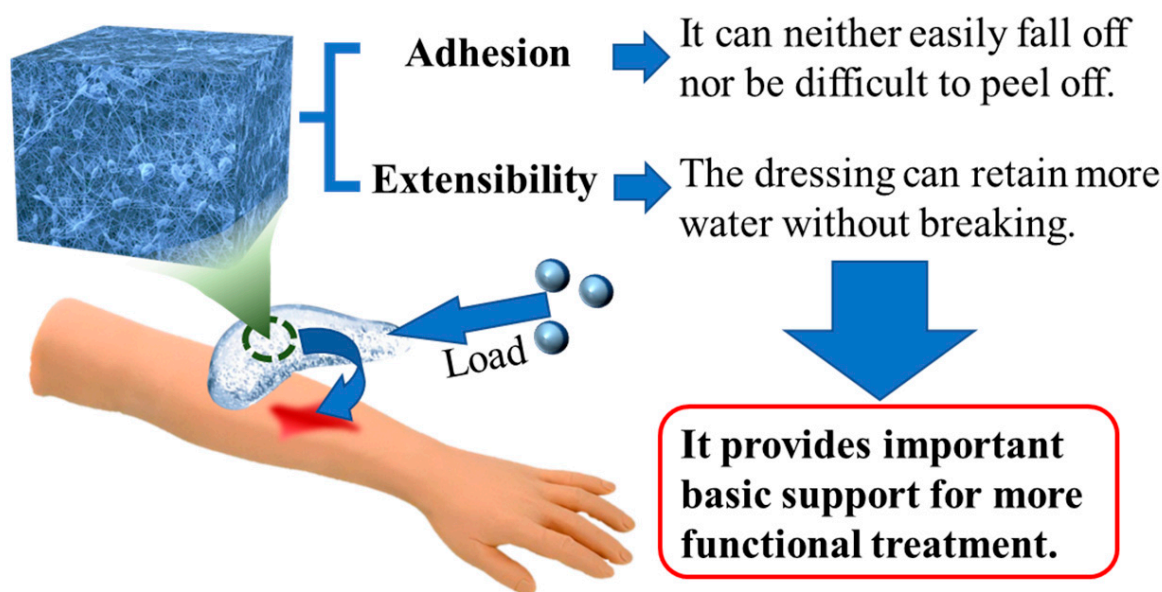 Adhesion
It can neither easily fall off
nor be difficult to peel off.
Extensibility
The dressing can retain more
water without breaking.
Load
It provides important
basic support for more
functional treatment.